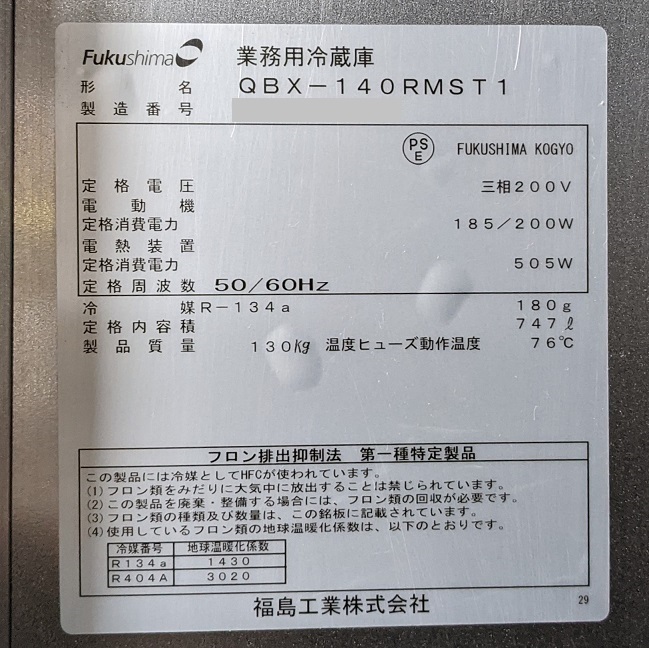 Fukushima 業務用冷蔵庫
形名 QBX－140RMST1
製造番号
PSE FUKUSHIMA KOGYO
定格電圧 三相200V
電動機
定格消費電力 185／200W
電熱装置
定格消費電力 505W
定格周波数 50/60Hz
冷媒 R－134a 180g
定格内容積 747ℓ
製品質量 130kg 温度ヒューズ動作温度 76℃
フロン排出抑制法 第一種特定製品
この製品には冷媒としてHFCが使われています。
(1) フロン類をみだりに大気中に放出することは禁じられています。
(2) この製品を廃棄・整備する場合には、フロン類の回収が必要です。
(3) フロン類の種類及び数量は、この銘板に記載されています。
(4) 使用しているフロン類の地球温暖化係数は、以下のとおりです。
冷媒番号 地球温暖化係数
R134a 1430
R404A 3020
福島工業株式会社 29